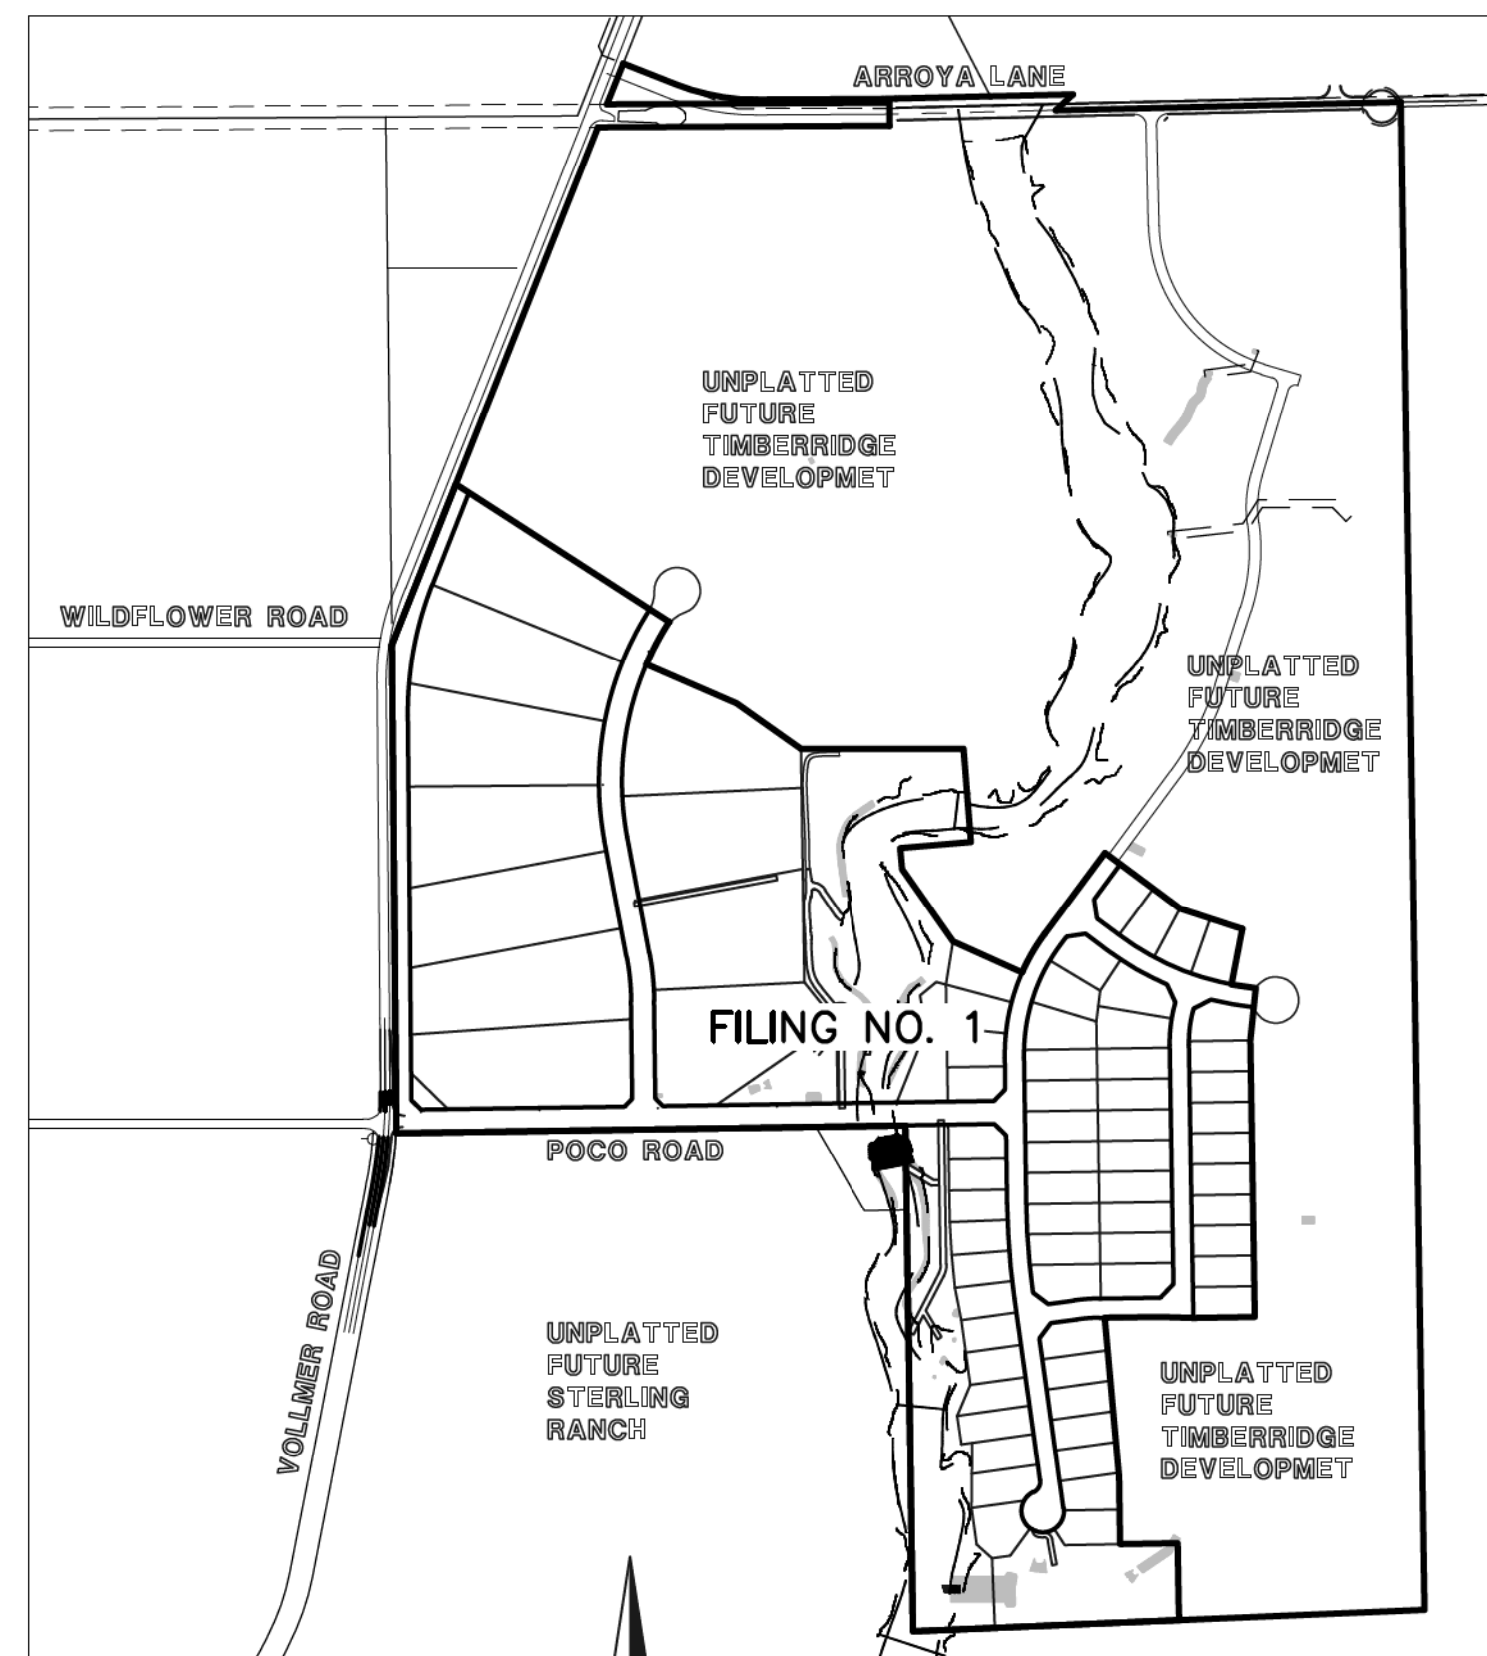 ARROYA LANE
UNPLATTED
FUTURE
TIMBERRIDGE
DEVELOPMET
WILDFLOWER ROAD
UNPLATTED
FUTURE
TIMBERRIDGE
DEVELOPMET
FILING NO. 1
POCO ROAD
VOLLMER ROAD
UNPLATTED
FUTURE
STERLING
RANCH
UNPLATTED
FUTURE
TIMBERRIDGE
DEVELOPMET